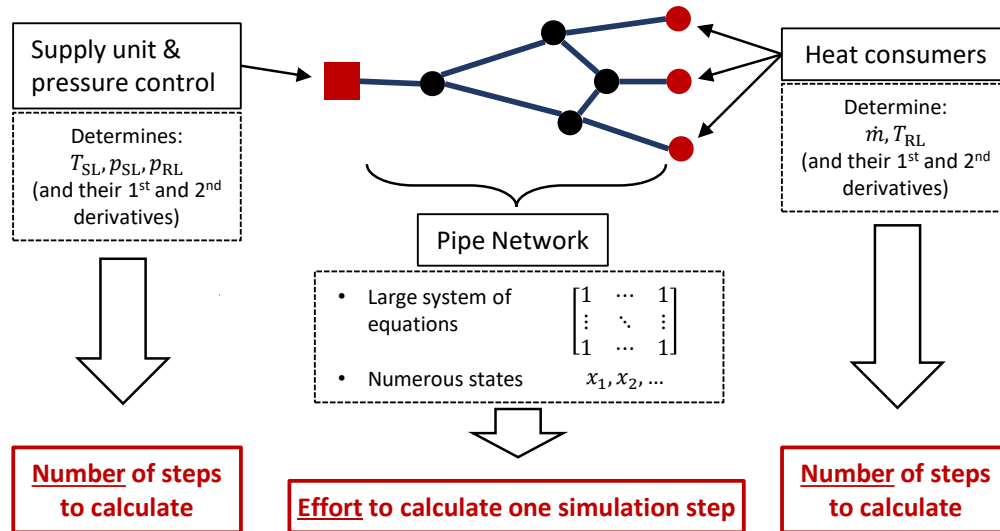 Supply unit &
pressure control
Determines:
T_SL, p_SL, p_RL
(and their 1st and 2nd
derivatives)
Heat consumers
Determine:
ṁ, T_RL
(and their 1st and 2nd
derivatives)
Pipe Network
• Large system of
equations
[1 ⋯ 1
⋮ ⋱ ⋮
1 ⋯ 1]
• Numerous states x₁, x₂, …
Number of steps
to calculate
Effort to calculate one simulation step
Number of steps
to calculate